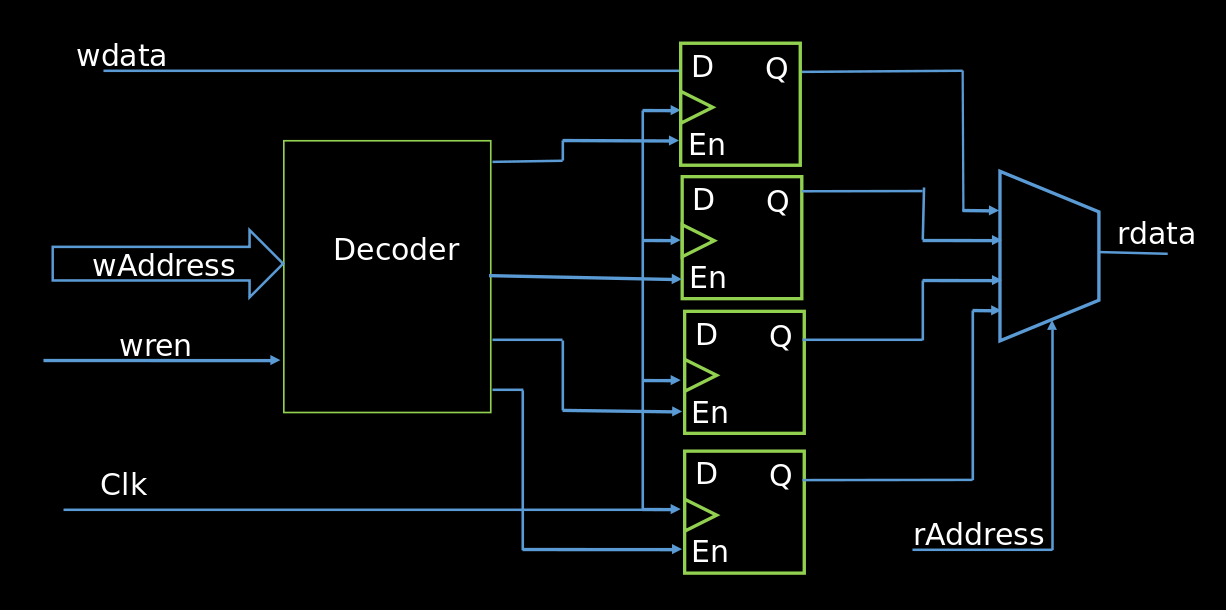 wdata
D Q
En
D Q
En
Decoder
wAddress
rdata
wren
D Q
En
Clk
D Q
En
rAddress